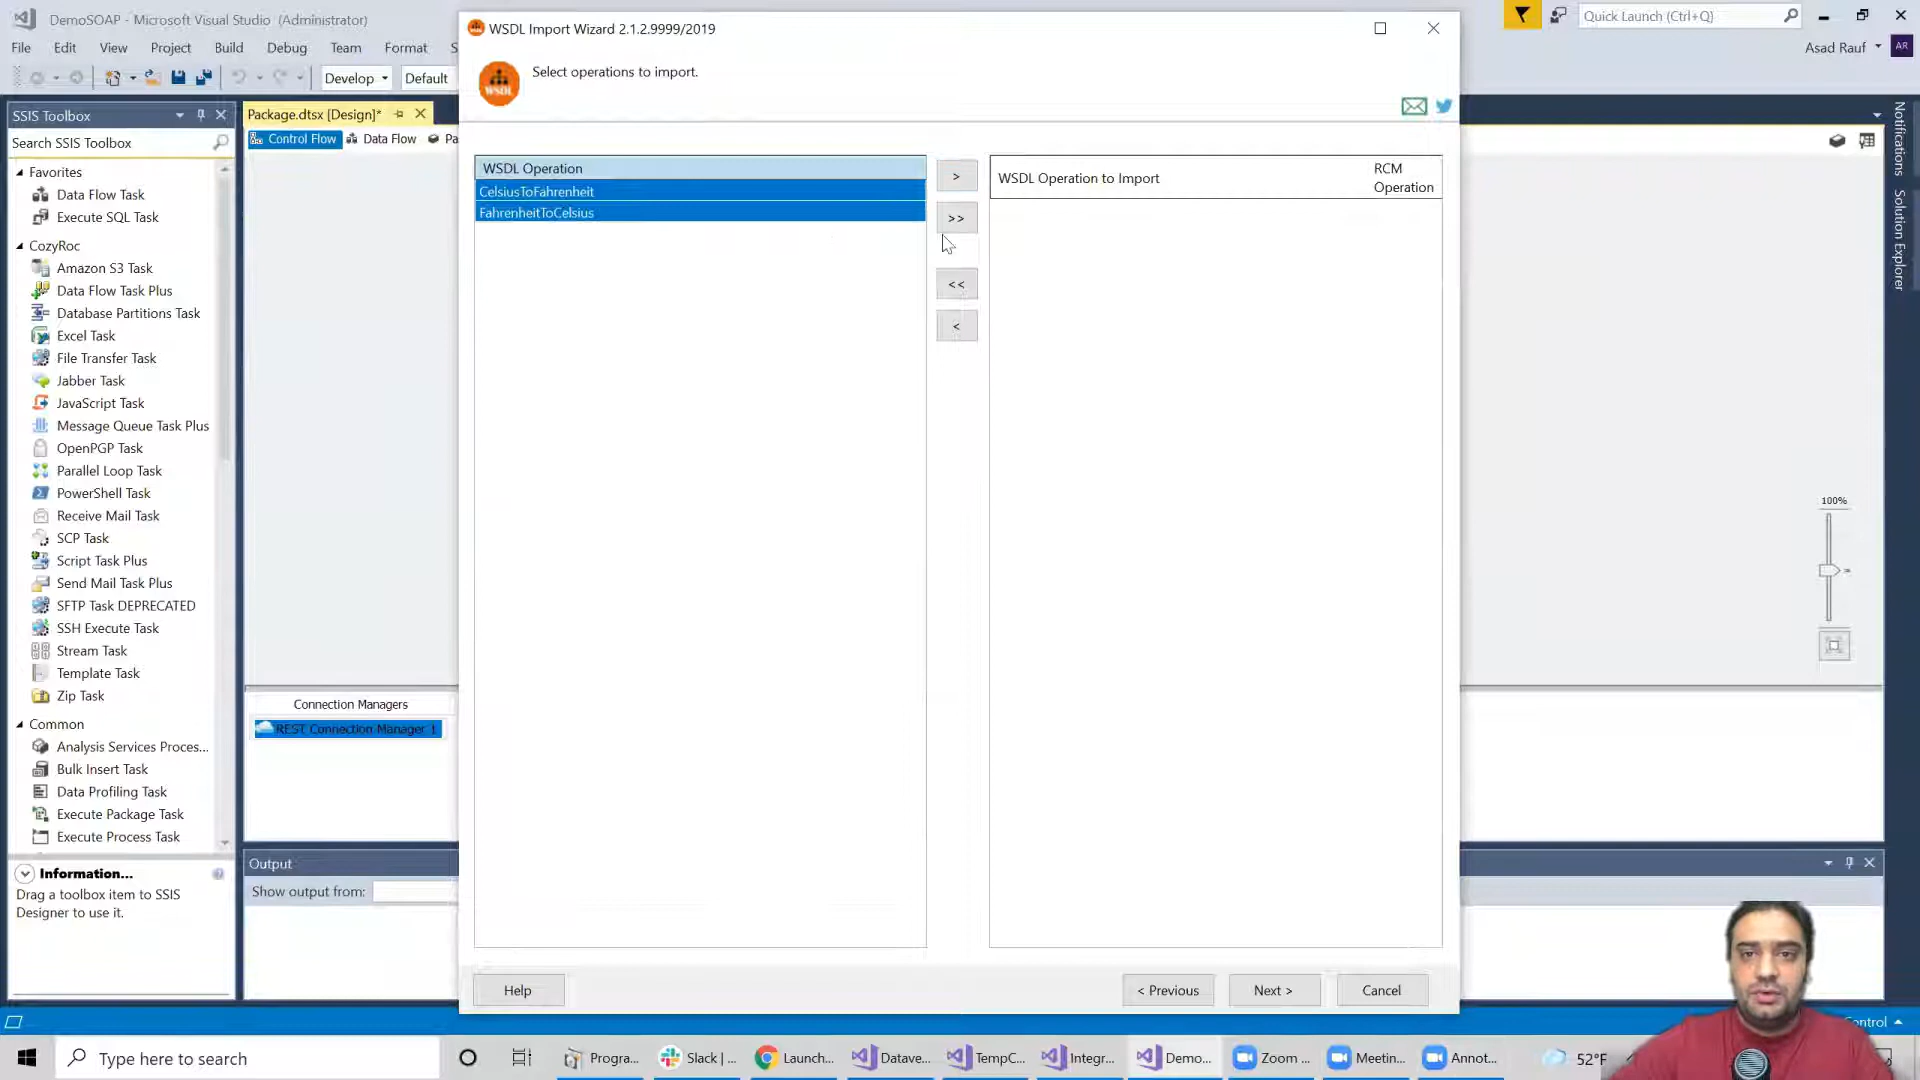 DemoSOAP - Microsoft Visual Studio (Administrator)
WSDL Import Wizard 2.1.2.9999/2019
Quick Launch (Ctrl+Q)
File Edit View Project Build Debug Team Format S
Asad Rauf AR
Select operations to import.
WSDL
Develop Default
SSIS Toolbox
Package.dtsx [Design]*
Search SSIS Toolbox
Control Flow Data Flow Pa
Favorites
Data Flow Task
Execute SQL Task
CozyRoc
Amazon S3 Task
Data Flow Task Plus
Database Partitions Task
Excel Task
File Transfer Task
Jabber Task
JavaScript Task
Message Queue Task Plus
OpenPGP Task
Parallel Loop Task
PowerShell Task
Receive Mail Task
SCP Task
Script Task Plus
Send Mail Task Plus
SFTP Task DEPRECATED
SSH Execute Task
Stream Task
Template Task
Zip Task
Common
Analysis Services Proces...
Bulk Insert Task
Data Profiling Task
Execute Package Task
Execute Process Task
Information...
Drag a toolbox item to SSIS
Designer to use it.
Connection Managers
REST Connection Manager 1
Output
Show output from:
WSDL Operation
CelsiusToFahrenheit
FahrenheitToCelsius
>
>>
<<
<
WSDL Operation to Import
RCM
Operation
Help
< Previous
Next >
Cancel
Notifications
Solution Explorer
100%
Control
Type here to search
Progra...
Slack | ...
Launch...
Datave...
TempC...
Integr...
Demo...
Zoom ...
Meetin...
Annot...
52°F